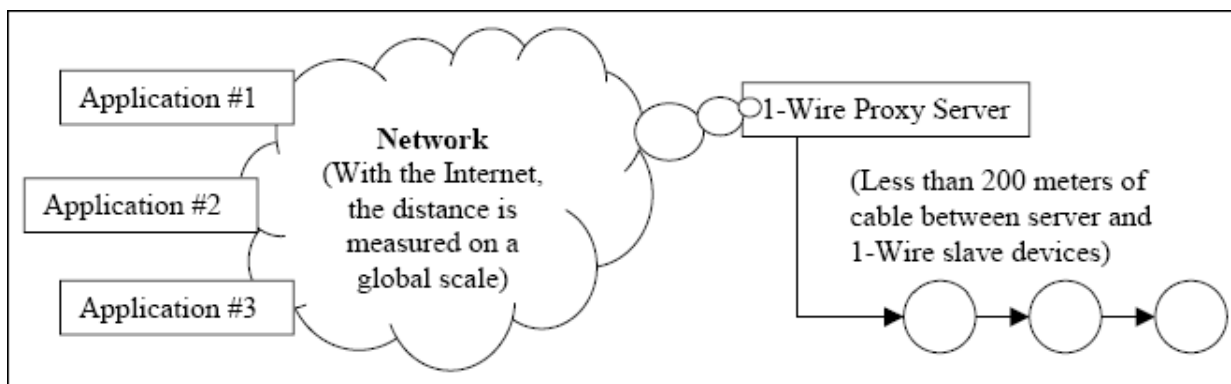 Application #1
Application #2
Application #3
Network
(With the Internet,
the distance is
measured on a
global scale)
1-Wire Proxy Server
(Less than 200 meters of
cable between server and
1-Wire slave devices)